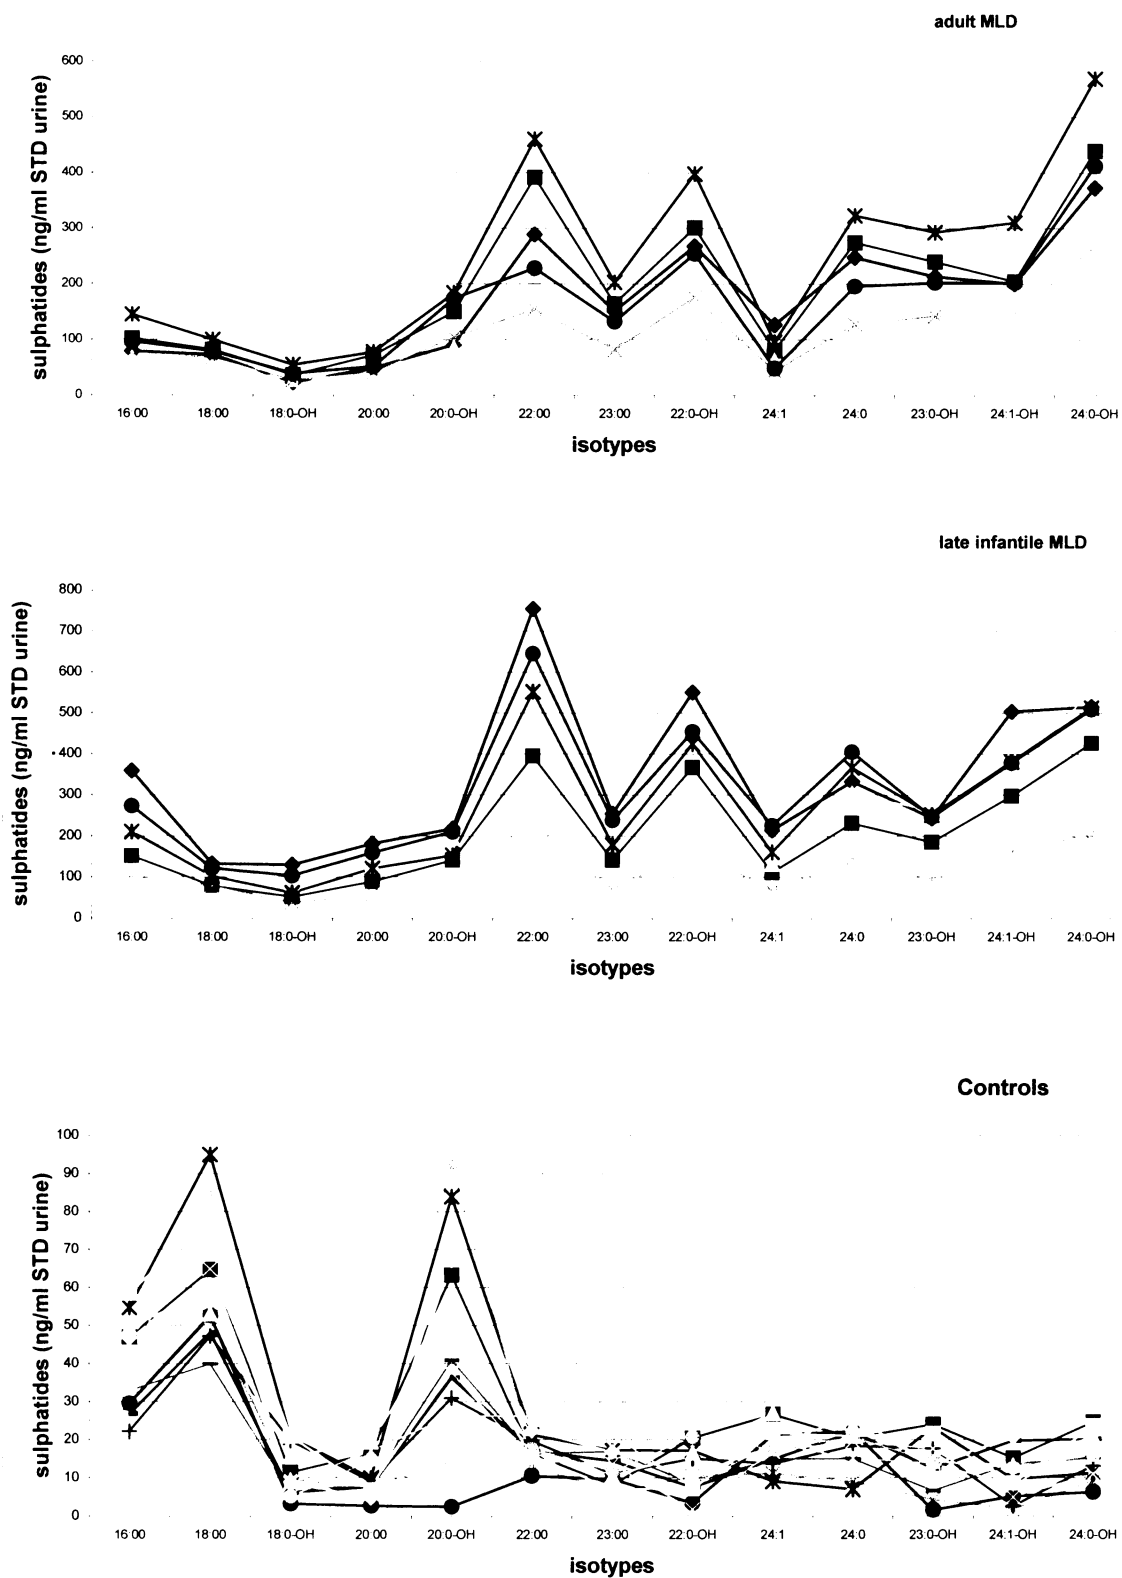 adult MLD
sulphatides (ng/ml STD urine)
600
500
400
300
200
100
0
16:00 18:00 18:0-OH 20:00 20:0-OH 22:00 23:00 22:0-OH 24:1 24:0 23:0-OH 24:1-OH 24:0-OH
isotypes
late infantile MLD
sulphatides (ng/ml STD urine)
800
700
600
500
400
300
200
100
0
16:00 18:00 18:0-OH 20:00 20:0-OH 22:00 23:00 22:0-OH 24:1 24:0 23:0-OH 24:1-OH 24:0-OH
isotypes
Controls
sulphatides (ng/ml STD urine)
100
90
80
70
60
50
40
30
20
10
0
16:00 18:00 18:0-OH 20:00 20:0-OH 22:00 23:00 22:0-OH 24:1 24:0 23:0-OH 24:1-OH 24:0-OH
isotypes